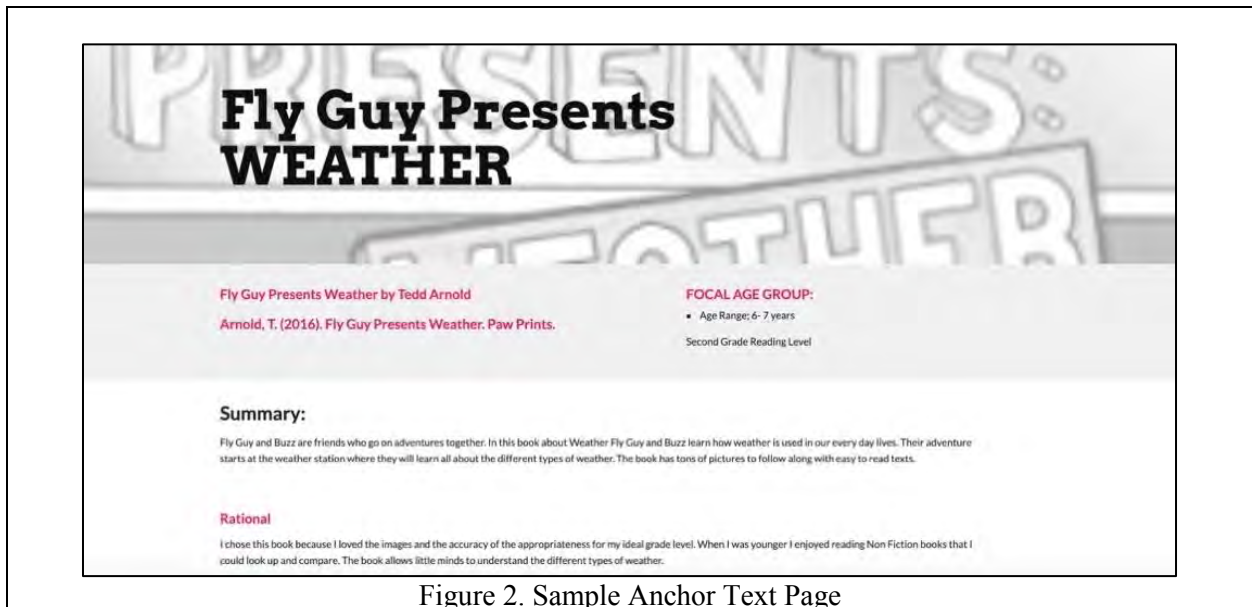 PRESENTS:
WEATHER
Fly Guy Presents
WEATHER
Fly Guy Presents Weather by Tedd Arnold
Arnold, T. (2016). Fly Guy Presents Weather. Paw Prints.
FOCAL AGE GROUP:
• Age Range; 6- 7 years
Second Grade Reading Level
Summary:
Fly Guy and Buzz are friends who go on adventures together. In this book about Weather Fly Guy and Buzz learn how weather is used in our every day lives. Their adventure
starts at the weather station where they will learn all about the different types of weather. The book has tons of pictures to follow along with easy to read texts.
Rational
I chose this book because I loved the images and the accuracy of the appropriateness for my ideal grade level. When I was younger I enjoyed reading Non Fiction books that I
could look up and compare. The book allows little minds to understand the different types of weather.
Figure 2. Sample Anchor Text Page